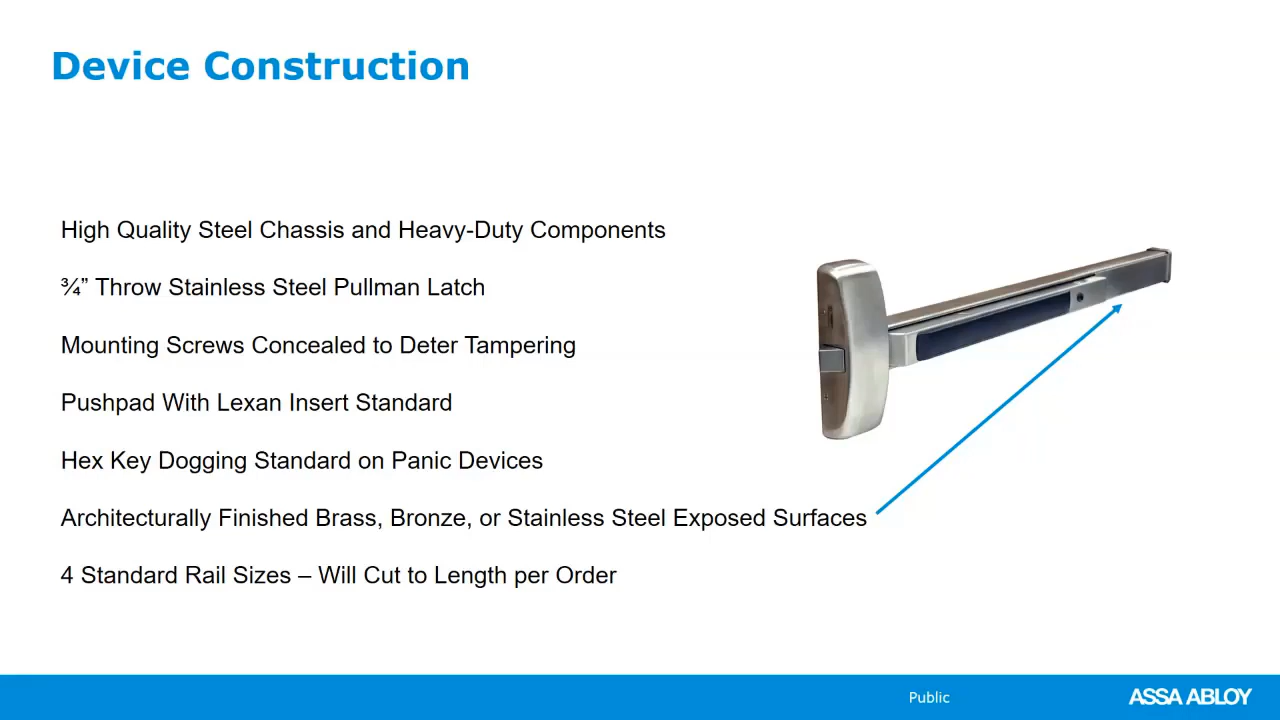 Device Construction
High Quality Steel Chassis and Heavy-Duty Components
¾” Throw Stainless Steel Pullman Latch
Mounting Screws Concealed to Deter Tampering
Pushpad With Lexan Insert Standard
Hex Key Dogging Standard on Panic Devices
Architecturally Finished Brass, Bronze, or Stainless Steel Exposed Surfaces
4 Standard Rail Sizes – Will Cut to Length per Order
Public
ASSA ABLOY